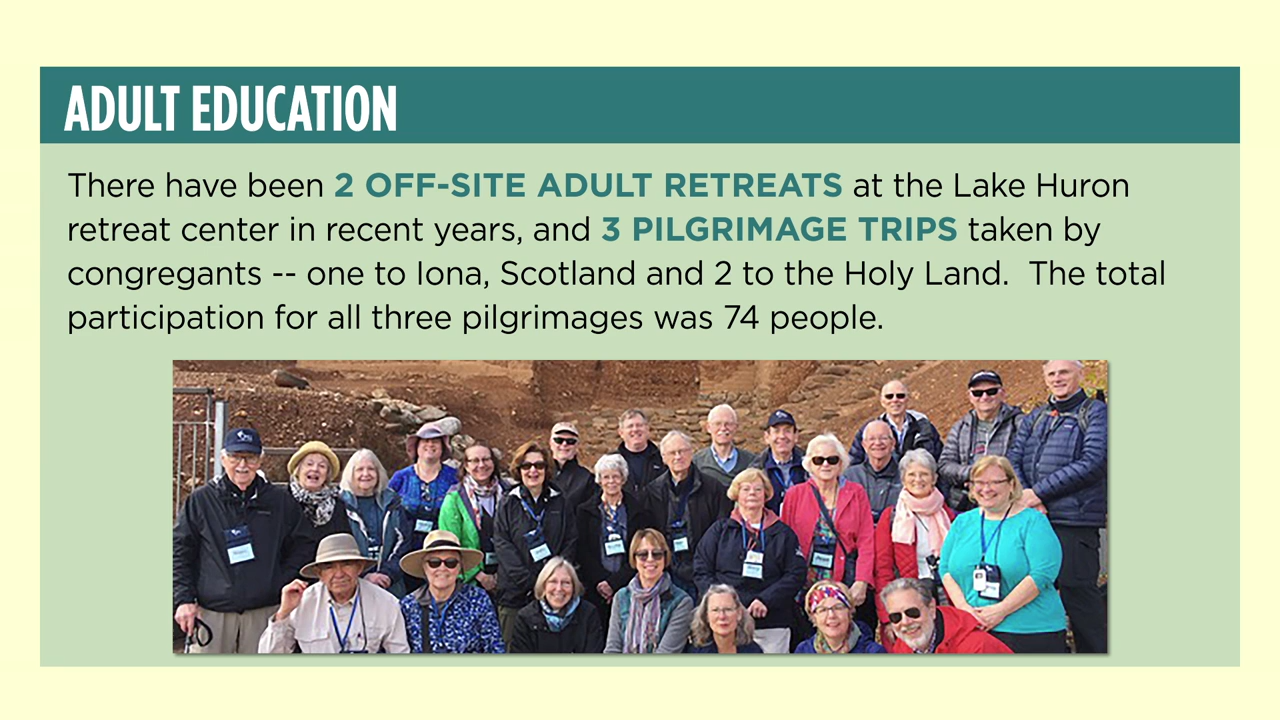 ADULT EDUCATION
There have been 2 OFF-SITE ADULT RETREATS at the Lake Huron
retreat center in recent years, and 3 PILGRIMAGE TRIPS taken by
congregants -- one to Iona, Scotland and 2 to the Holy Land.  The total
participation for all three pilgrimages was 74 people.